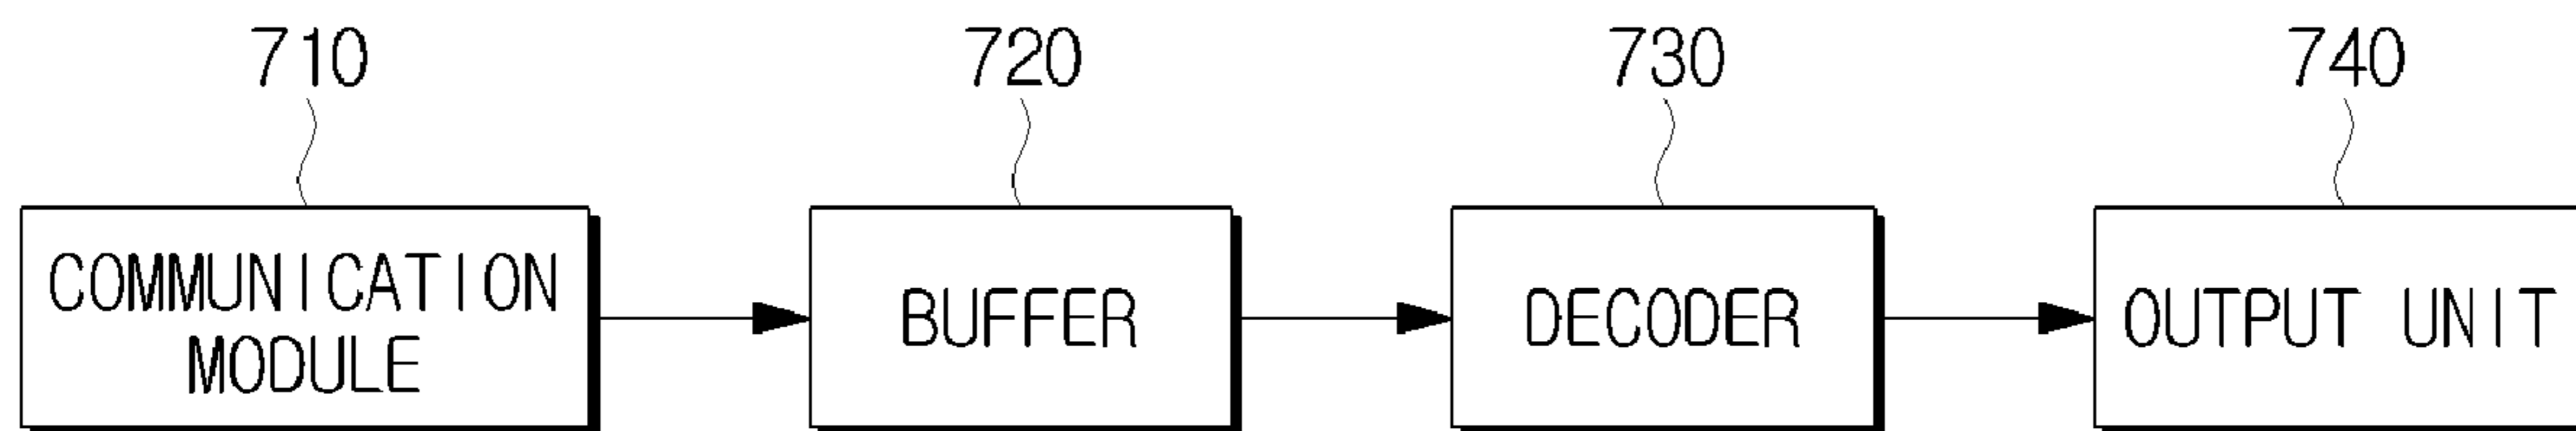 710 720 730 740
COMMUNICATION
MODULE
BUFFER
DECODER
OUTPUT UNIT